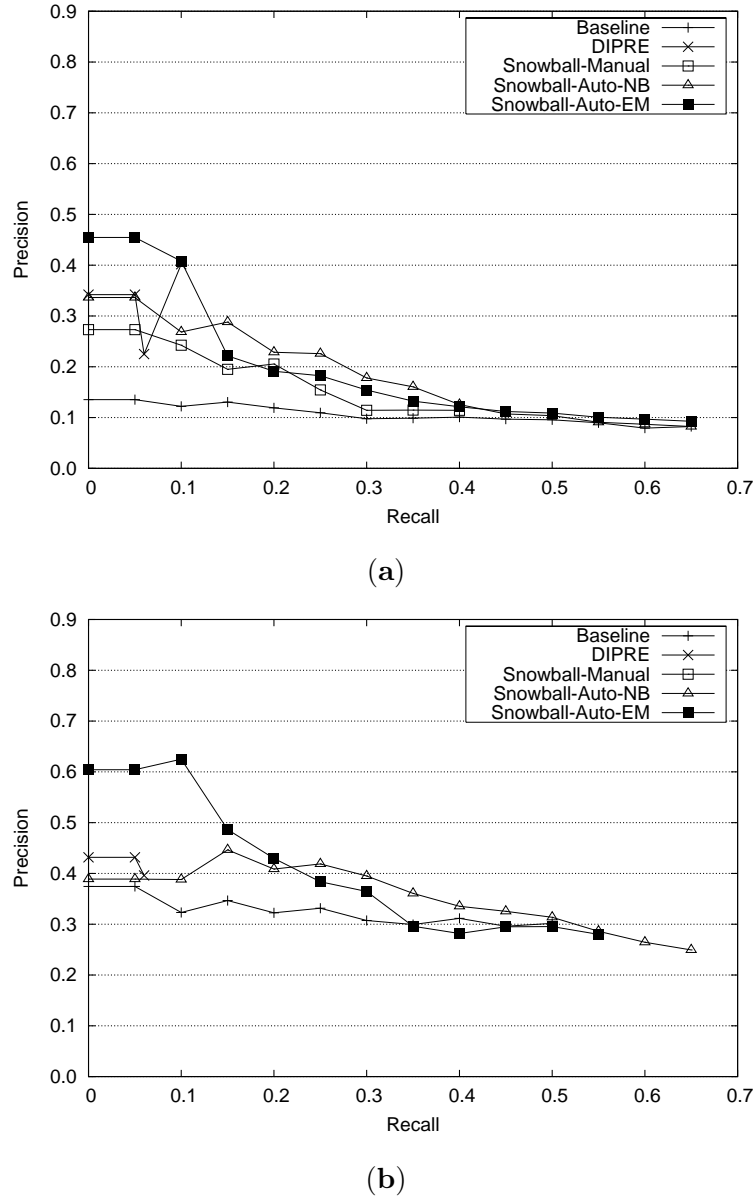 0.9
0.8
0.7
0.6
0.5
0.4
0.3
0.2
0.1
0.0
Precision
0 0.1 0.2 0.3 0.4 0.5 0.6 0.7
Recall
Baseline
DIPRE
Snowball-Manual
Snowball-Auto-NB
Snowball-Auto-EM
(a)
0.9
0.8
0.7
0.6
0.5
0.4
0.3
0.2
0.1
0.0
Precision
0 0.1 0.2 0.3 0.4 0.5 0.6 0.7
Recall
Baseline
DIPRE
Snowball-Manual
Snowball-Auto-NB
Snowball-Auto-EM
(b)